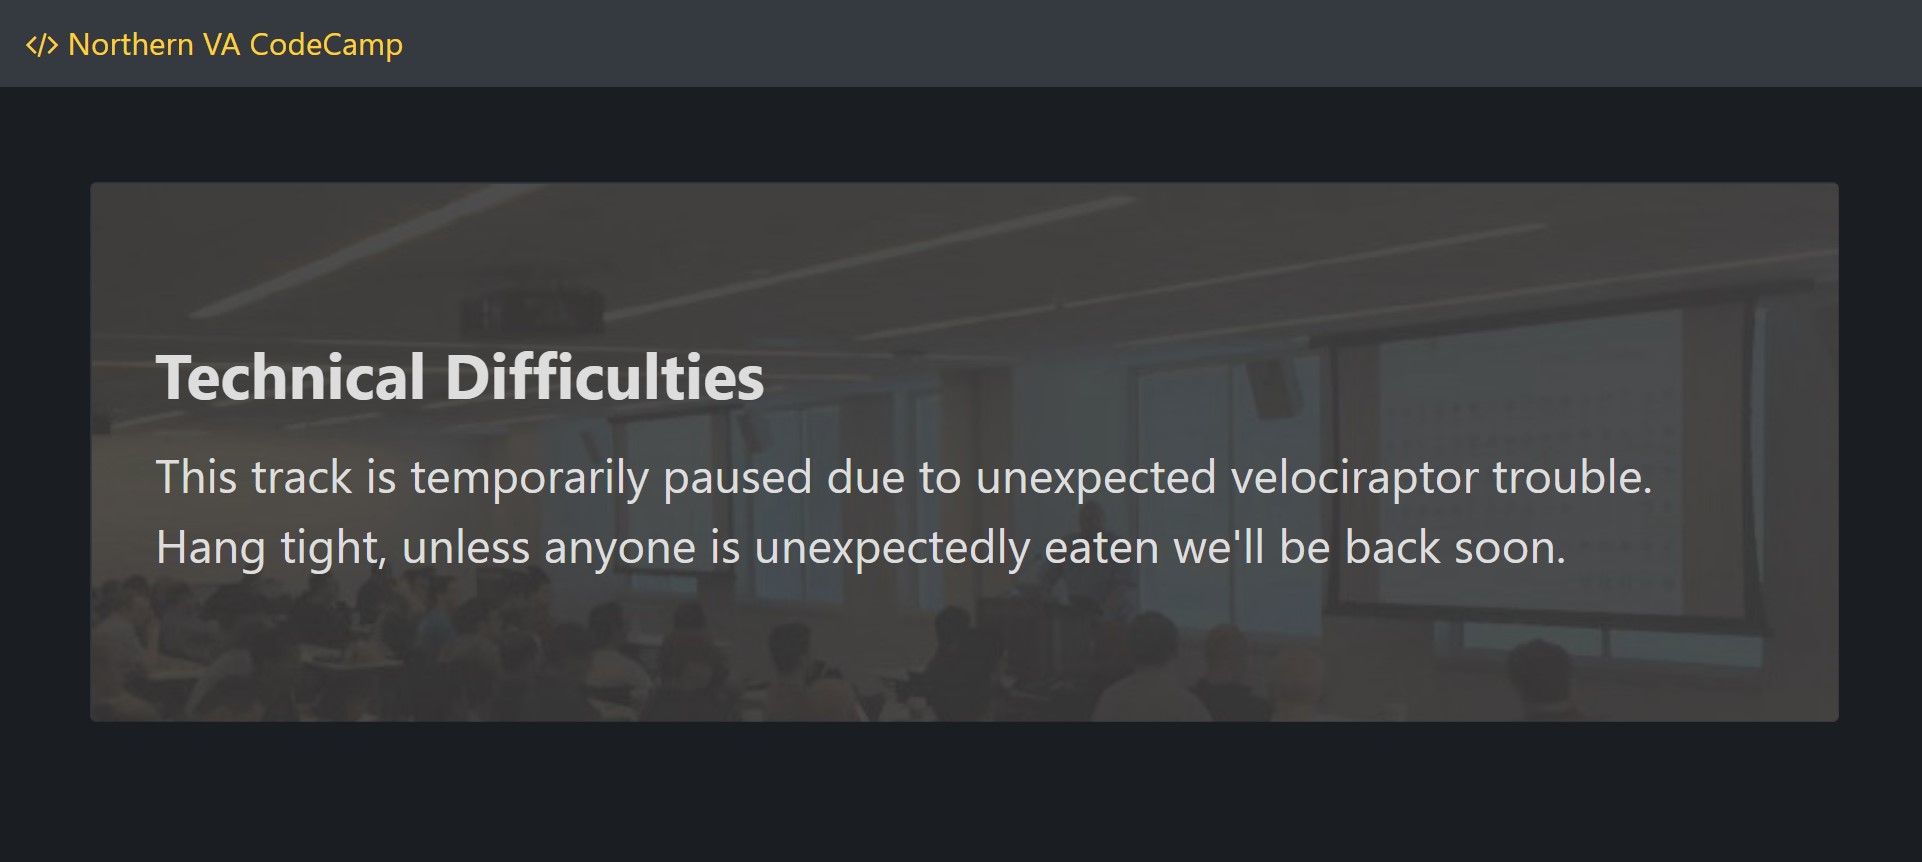 </> Northern VA CodeCamp
Technical Difficulties
This track is temporarily paused due to unexpected velociraptor trouble.
Hang tight, unless anyone is unexpectedly eaten we'll be back soon.